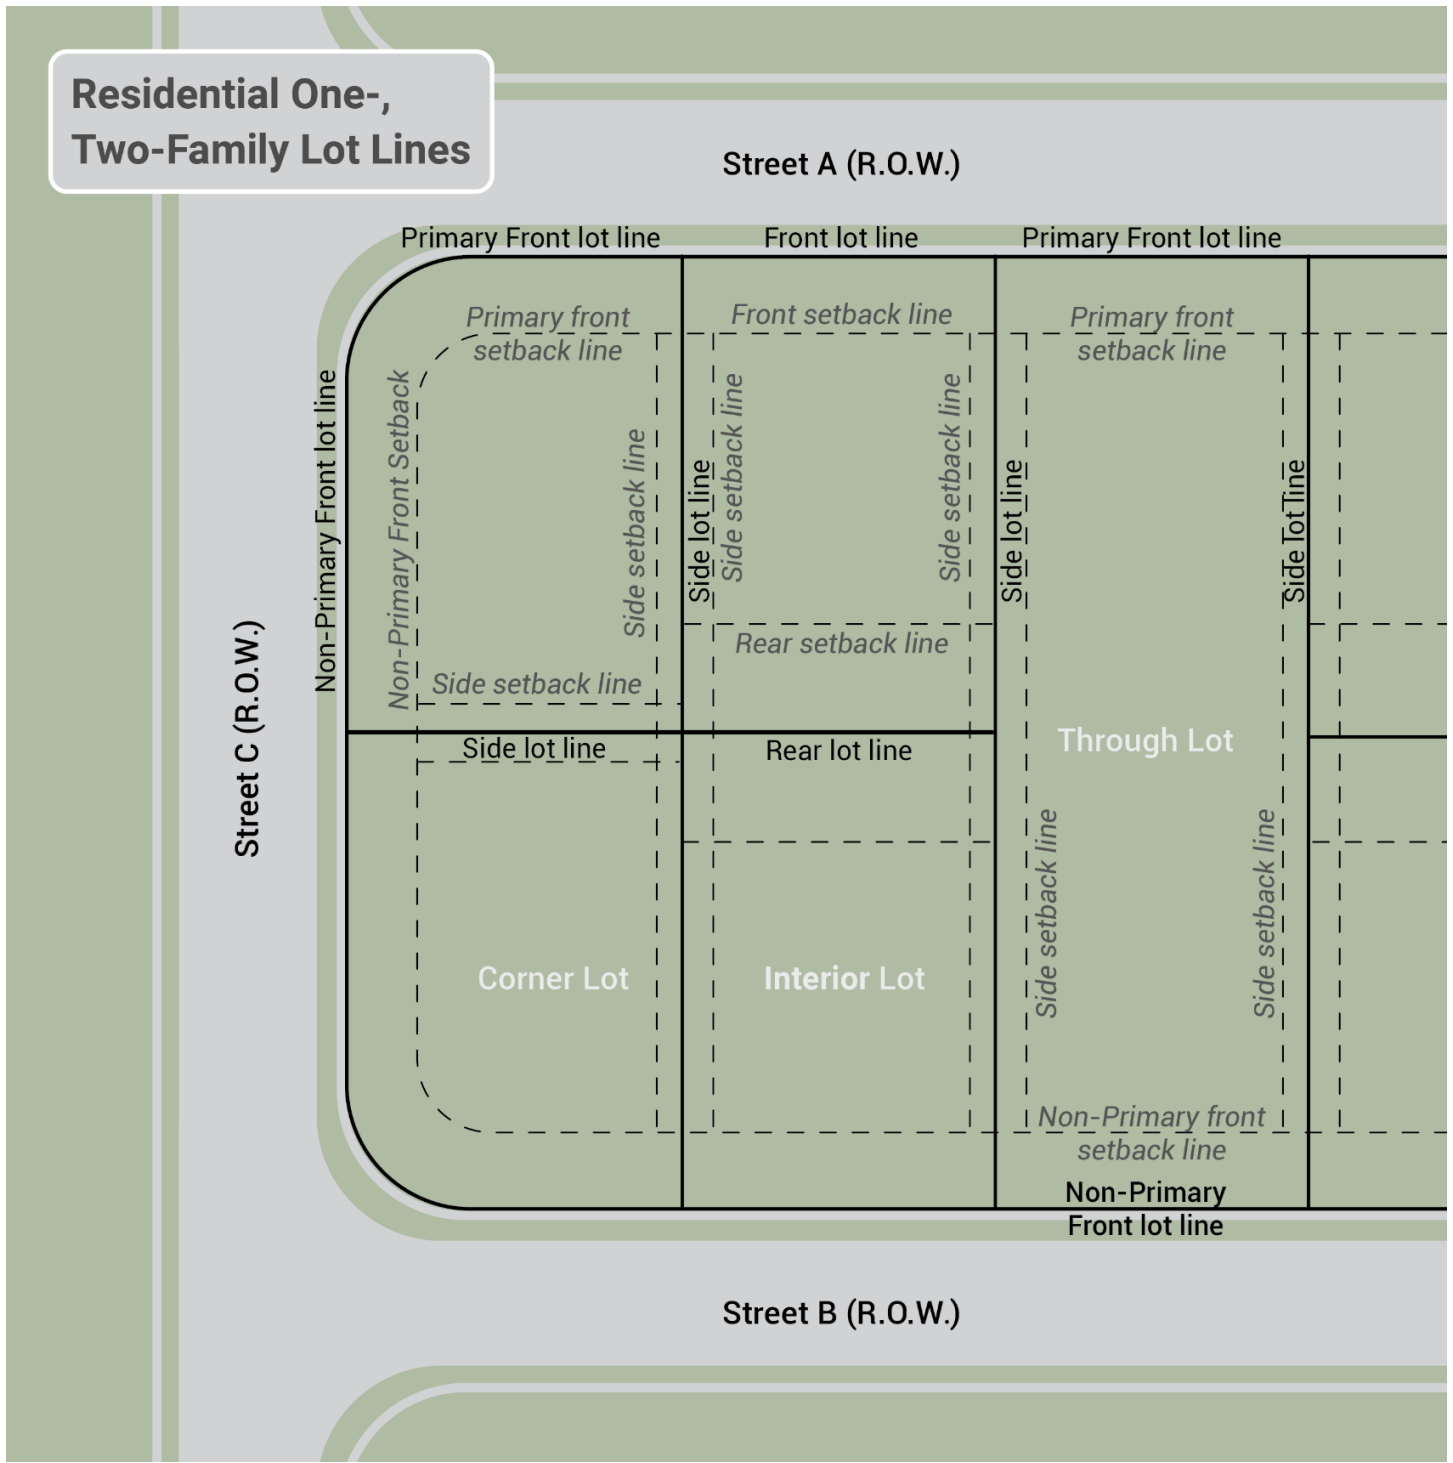 Residential One-,
Two-Family Lot Lines
Street A (R.O.W.)
Primary Front lot line
Front lot line
Primary Front lot line
Primary front
setback line
Front setback line
Primary front
setback line
Non-Primary Front lot line
Non-Primary Front Setback
Side setback line
Side lot line
Side setback line
Side setback line
Side lot line
Side lot line
Rear setback line
Side setback line
Side lot line
Rear lot line
Street C (R.O.W.)
Through Lot
Side setback line
Side setback line
Corner Lot
Interior Lot
Non-Primary front
setback line
Non-Primary
Front lot line
Street B (R.O.W.)